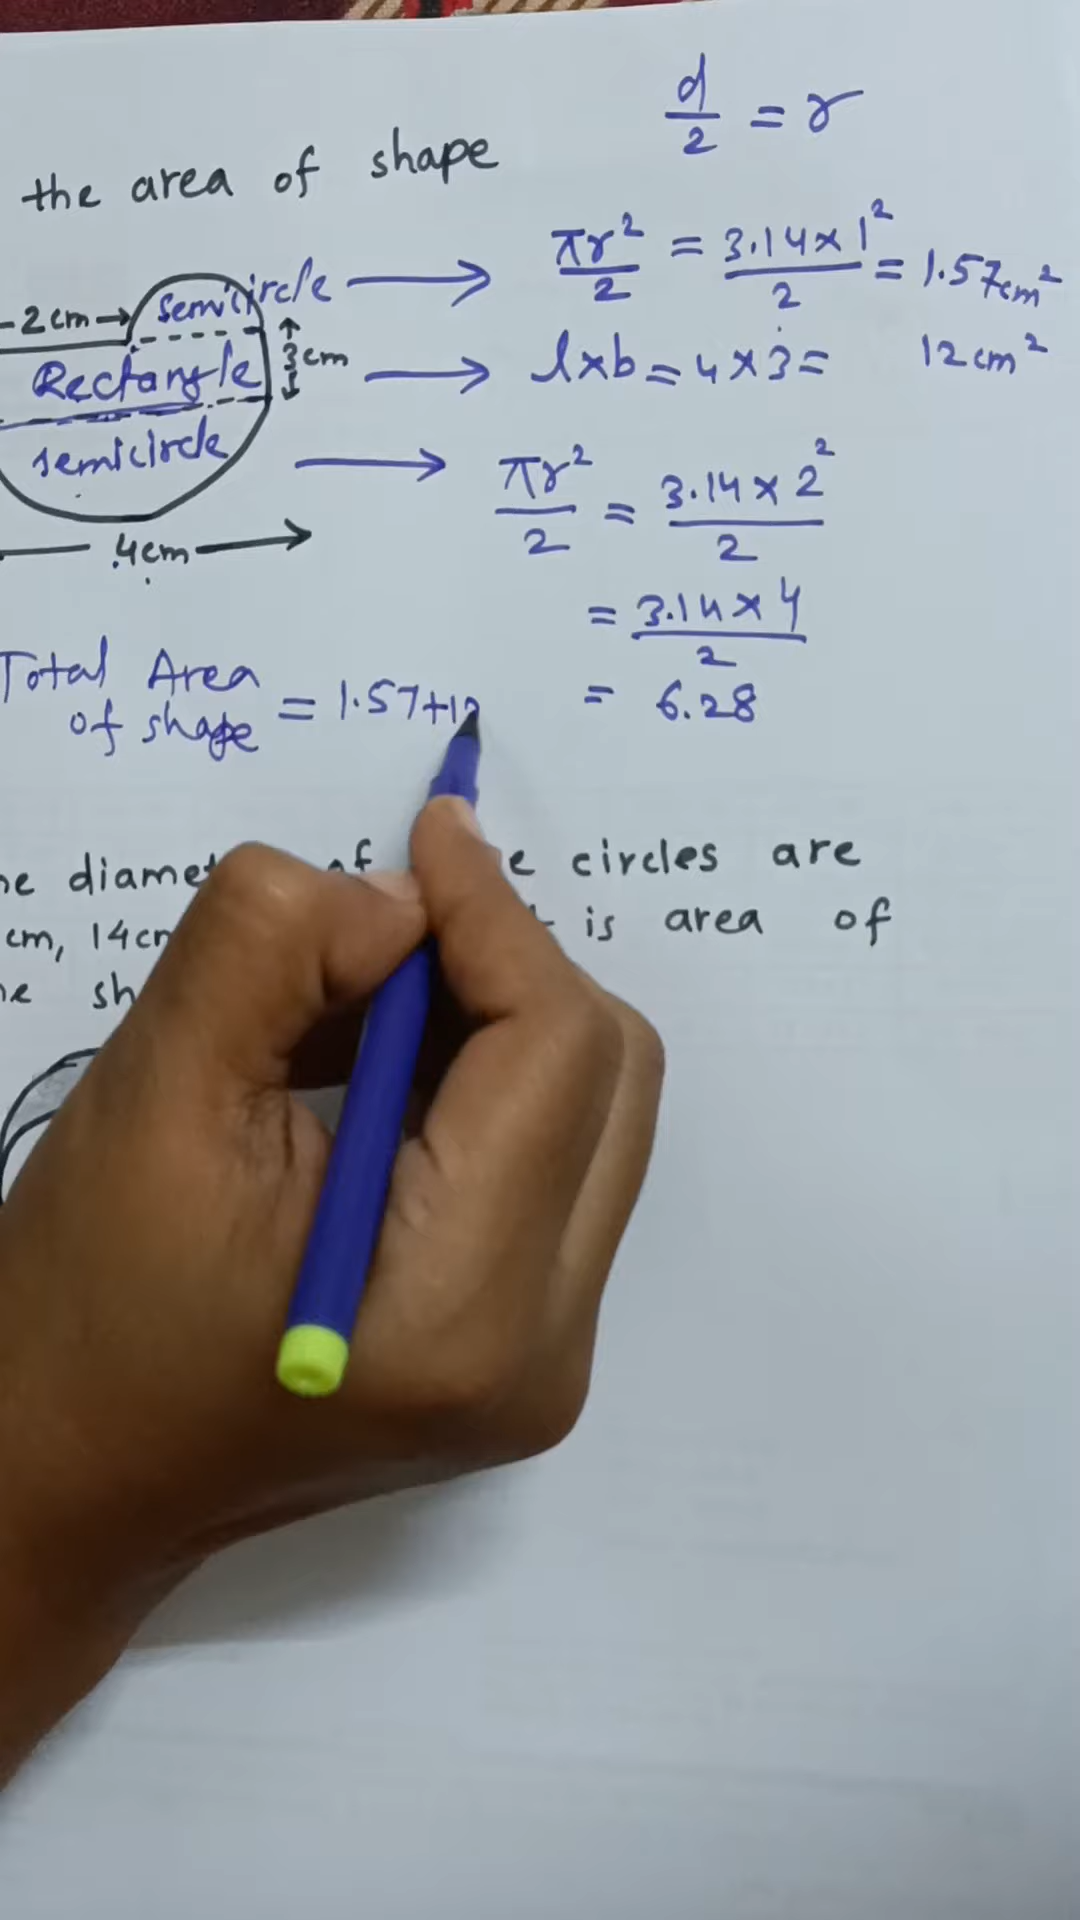 d/2 = r
the area of shape
semicircle → πr²/2 = 3.14×1²/2 = 1.57cm²
2cm→
Rectangle 3cm → l×b = 4×3 = 12cm²
semicircle → πr²/2 = 3.14×2²/2
4cm
= 3.14×4/2
Total Area of shape = 1.57+12
= 6.28
circles are
cm, 14 is area of